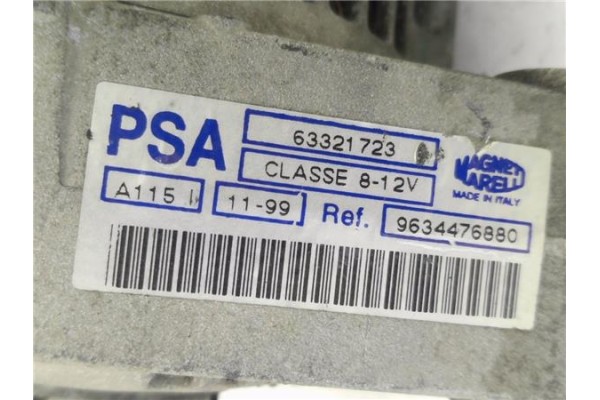 PSA
63321723
CLASSE 8-12V
MAGNETI
MARELLI
MADE IN ITALY
A115 I
11-99
Ref.
9634476880